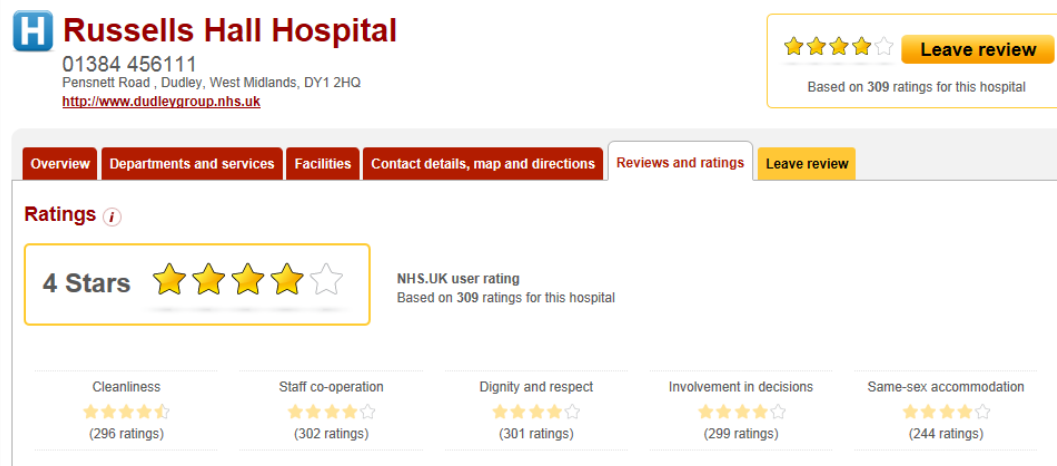 H Russells Hall Hospital
01384 456111
Pensnett Road , Dudley, West Midlands, DY1 2HQ
http://www.dudleygroup.nhs.uk
Leave review
Based on 309 ratings for this hospital
Overview Departments and services Facilities Contact details, map and directions Reviews and ratings Leave review
Ratings i
4 Stars
NHS.UK user rating
Based on 309 ratings for this hospital
Cleanliness Staff co-operation Dignity and respect Involvement in decisions Same-sex accommodation
(296 ratings) (302 ratings) (301 ratings) (299 ratings) (244 ratings)